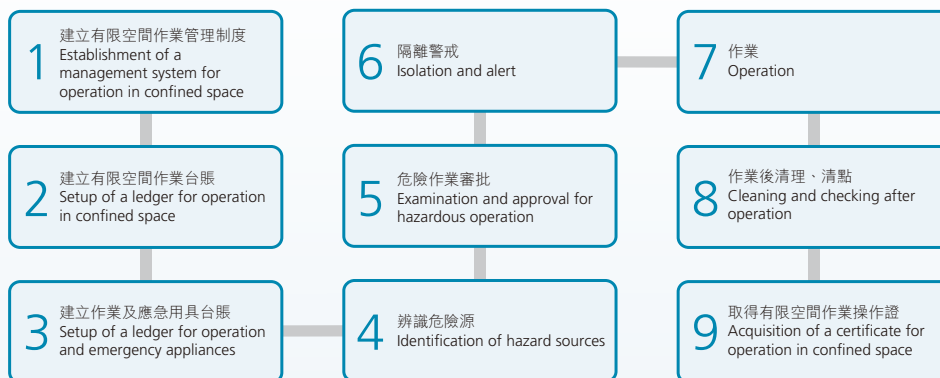 1
建立有限空間作業管理制度
Establishment of a
management system for
operation in confined space
2
建立有限空間作業台賬
Setup of a ledger for operation
in confined space
3
建立作業及應急用具台賬
Setup of a ledger for operation
and emergency appliances
4
辨識危險源
Identification of hazard sources
5
危險作業審批
Examination and approval for
hazardous operation
6
隔離警戒
Isolation and alert
7
作業
Operation
8
作業後清理、清點
Cleaning and checking after
operation
9
取得有限空間作業操作證
Acquisition of a certificate for
operation in confined space